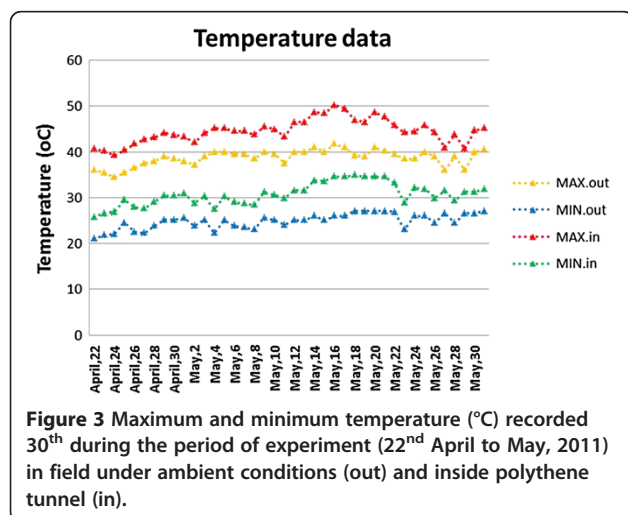 Temperature data
60
50
40
30
20
10
0
Temperature (oC)
April,22
April,24
April,26
April,28
April,30
May,2
May,4
May,6
May,8
May,10
May,12
May,14
May,16
May,18
May,20
May,22
May,24
May,26
May,28
May,30
MAX.out
MIN.out
MAX.in
MIN.in
Figure 3 Maximum and minimum temperature (°C) recorded
30th during the period of experiment (22nd April to May, 2011)
in field under ambient conditions (out) and inside polythene
tunnel (in).